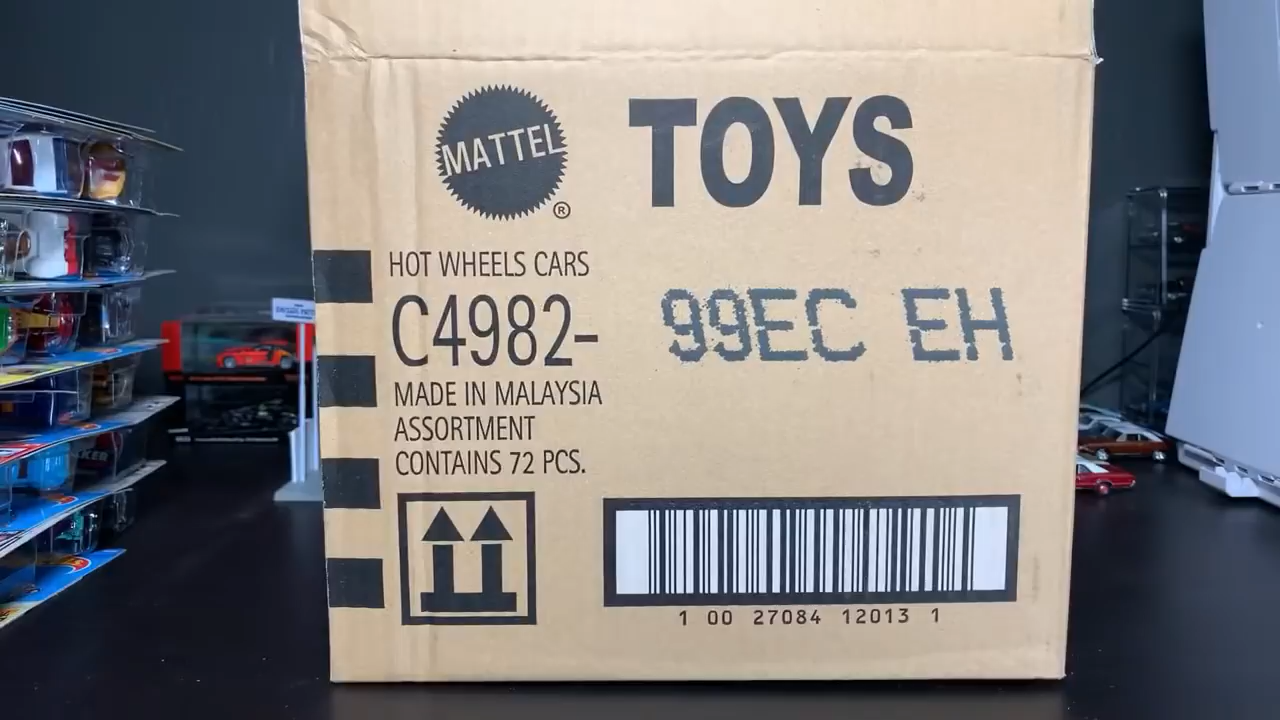 MATTEL
®
TOYS
HOT WHEELS CARS
C4982- 99EC EH
MADE IN MALAYSIA
ASSORTMENT
CONTAINS 72 PCS.
1 00 27084 12013 1